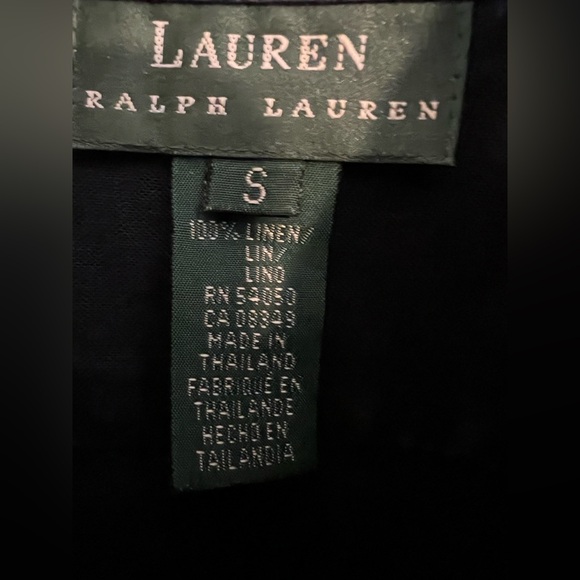 LAUREN
RALPH LAUREN
S
100% LINEN/
LIN/
LINO
RN 54050
CA 08849
MADE IN
THAILAND
FABRIQUÉ EN
THAILANDE
HECHO EN
TAILANDIA